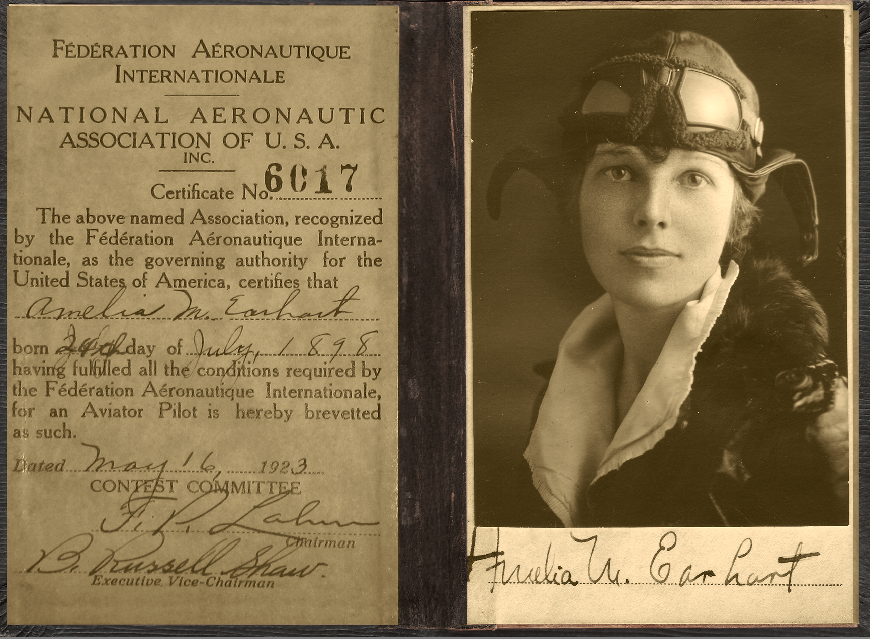 FÉDÉRATION AÉRONAUTIQUE
INTERNATIONALE
NATIONAL AERONAUTIC
ASSOCIATION OF U. S. A.
INC.
Certificate No. 6017
The above named Association, recognized
by the Fédération Aéronautique Interna-
tionale, as the governing authority for the
United States of America, certifies that
Amelia M. Earhart
born 24th day of July, 1898
having fulfilled all the conditions required by
the Fédération Aéronautique Internationale,
for an Aviator Pilot is hereby brevetted
as such.
Dated May 16, 1923
CONTEST COMMITTEE
F. P. Lahm
Chairman
B. Russell Shaw.
Executive Vice-Chairman
Amelia M. Earhart